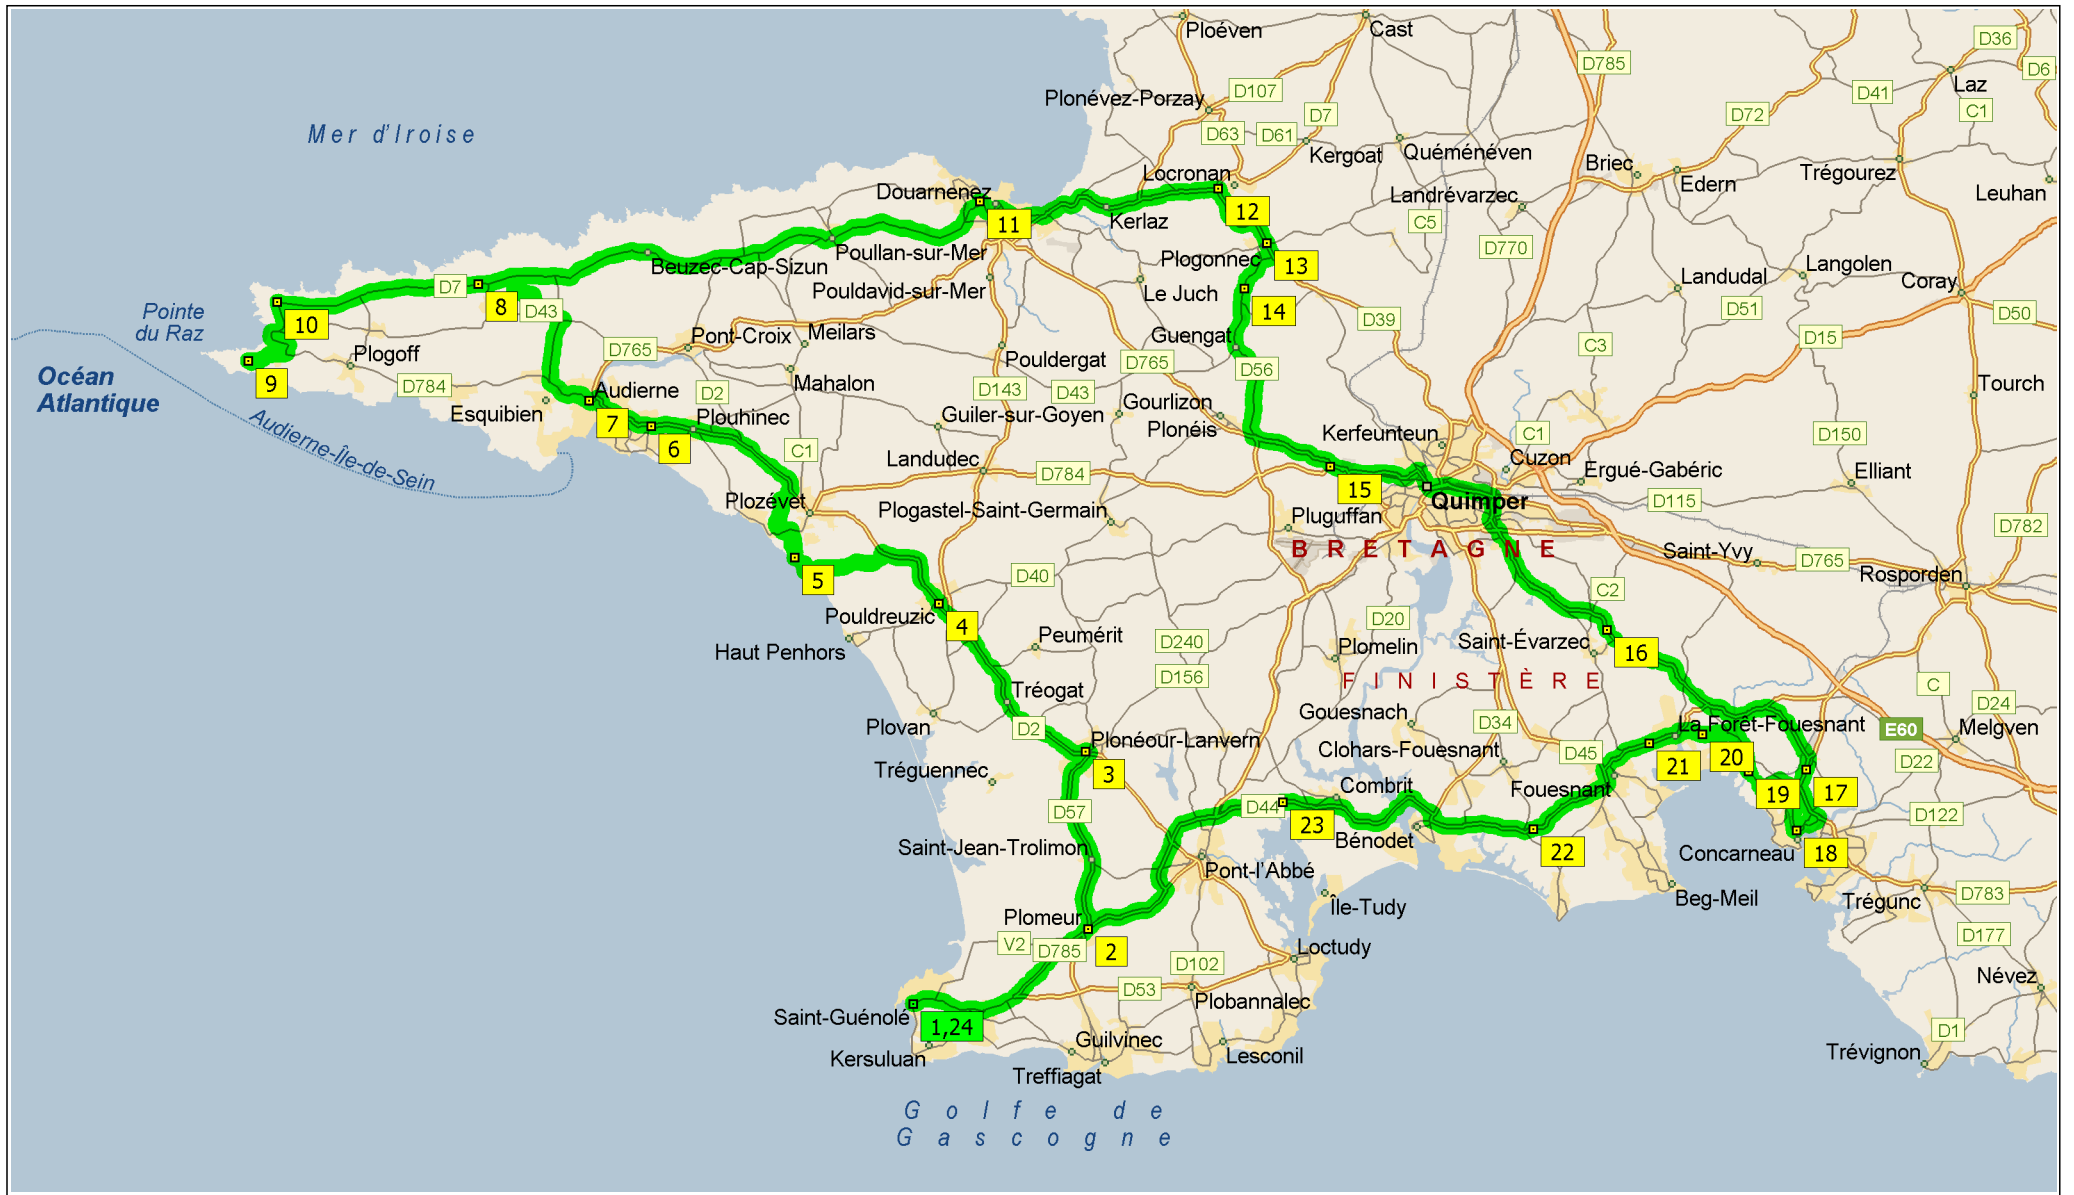 Ploéven
Cast
D36
D785
D6
Laz
D107
Plonévez-Porzay
D41
C1
D7
D72
Mer d'Iroise
D63
D61
Kergoat
Quéménéven
Briec
Locronan
Edern
Trégourez
Douarnenez
Landrévarzec
Leuhan
12
11
Kerlaz
C5
D770
Poullan-sur-Mer
Plogonnec
13
Beuzec-Cap-Sizun
Landudal
Langolen
Coray
D7
Pouldavid-sur-Mer
Le Juch
8
D43
14
D51
D50
Pointe
du Raz
10
D39
Pont-Croix
Meilars
Guengat
D15
C3
D765
Plogoff
Pouldergat
D765
D56
Océan
Atlantique
9
D784
Mahalon
Tourch
Audierne
D2
D143
D43
Esquibien
Gourlizon
7
Plouhinec
Guiler-sur-Goyen
Plonéis
Audierne-Île-de-Sein
6
C1
Kerfeunteun
C1
D150
Landudec
D784
Cuzon
Ergué-Gabéric
Elliant
15
Plozévet
Quimper
D115
Plogastel-Saint-Germain
Pluguffan
D782
BRETAGNE
Saint-Yvy
D765
5
D40
Rosporden
C2
Pouldreuzic
4
D20
Peumérit
D240
Plomelin
Saint-Évarzec
16
Haut Penhors
D156
FINISTÈRE
Tréogat
C
D24
Plovan
D2
Gouesnach
D34
La Forêt-Fouesnant
E60
Melgven
Plonéour-Lanvern
Clohars-Fouesnant
D45
20
21
D22
Tréguennec
3
Combrit
Fouesnant
19
17
D57
D44
D122
23
Bénodet
22
Saint-Jean-Trolimon
Concarneau
18
Pont-l'Abbé
Beg-Meil
D783
Plomeur
Île-Tudy
Trégunc
V2
D785
2
Loctudy
D177
D102
D53
Plobannalec
Névez
Saint-Guénolé
1,24
Guilvinec
D1
Kersuluan
Lesconil
Trévignon
Treffiagat
Golfe de
Gascogne